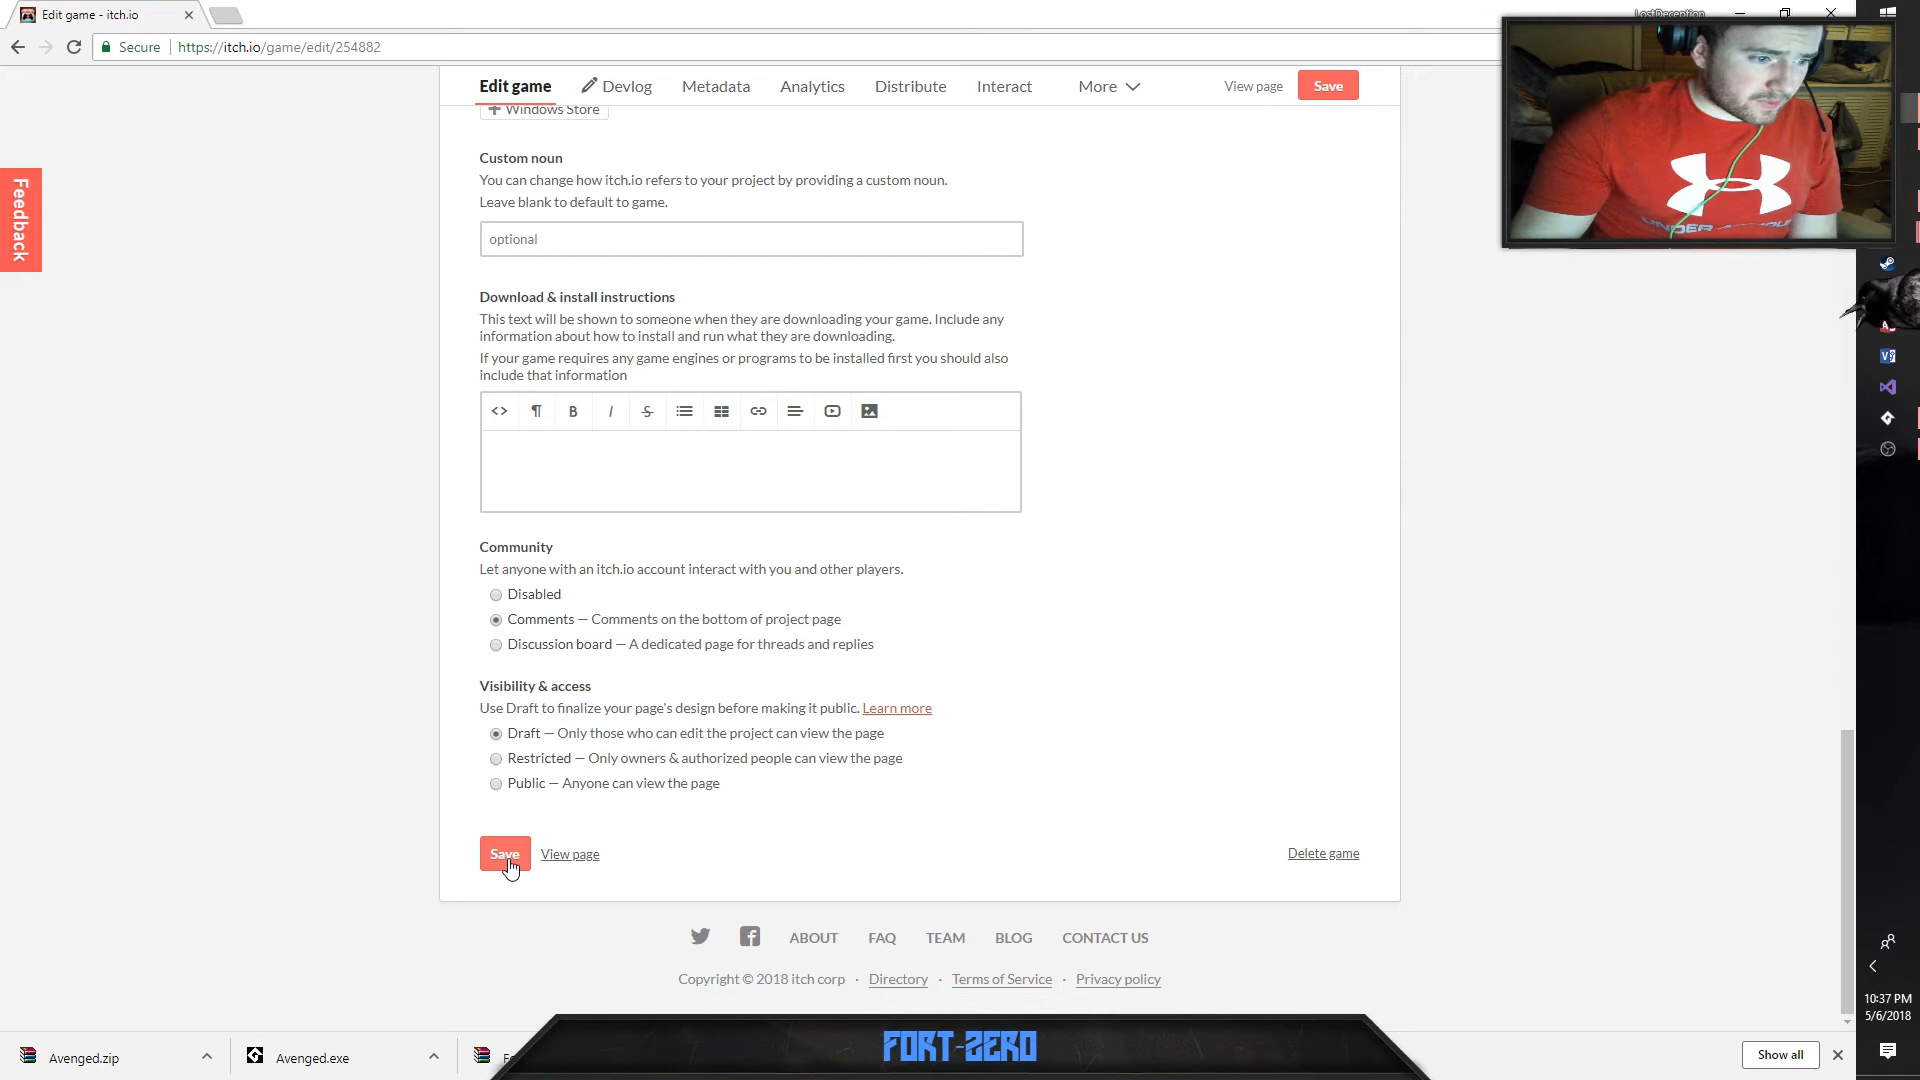 Edit game - itch.io
LostDeception
Secure https://itch.io/game/edit/254882
Edit game Devlog Metadata Analytics Distribute Interact More View page Save
Windows Store
Feedback
Custom noun
You can change how itch.io refers to your project by providing a custom noun.
Leave blank to default to game.
optional
Download & install instructions
This text will be shown to someone when they are downloading your game. Include any
information about how to install and run what they are downloading.
If your game requires any game engines or programs to be installed first you should also
include that information
Community
Let anyone with an itch.io account interact with you and other players.
Disabled
Comments — Comments on the bottom of project page
Discussion board — A dedicated page for threads and replies
Visibility & access
Use Draft to finalize your page's design before making it public. Learn more
Draft — Only those who can edit the project can view the page
Restricted — Only owners & authorized people can view the page
Public — Anyone can view the page
Save View page Delete game
ABOUT FAQ TEAM BLOG CONTACT US
Copyright © 2018 itch corp · Directory · Terms of Service · Privacy policy
10:37 PM
5/6/2018
Avenged.zip Avenged.exe
FORT-ZERO
Show all
UNDER ARMOUR